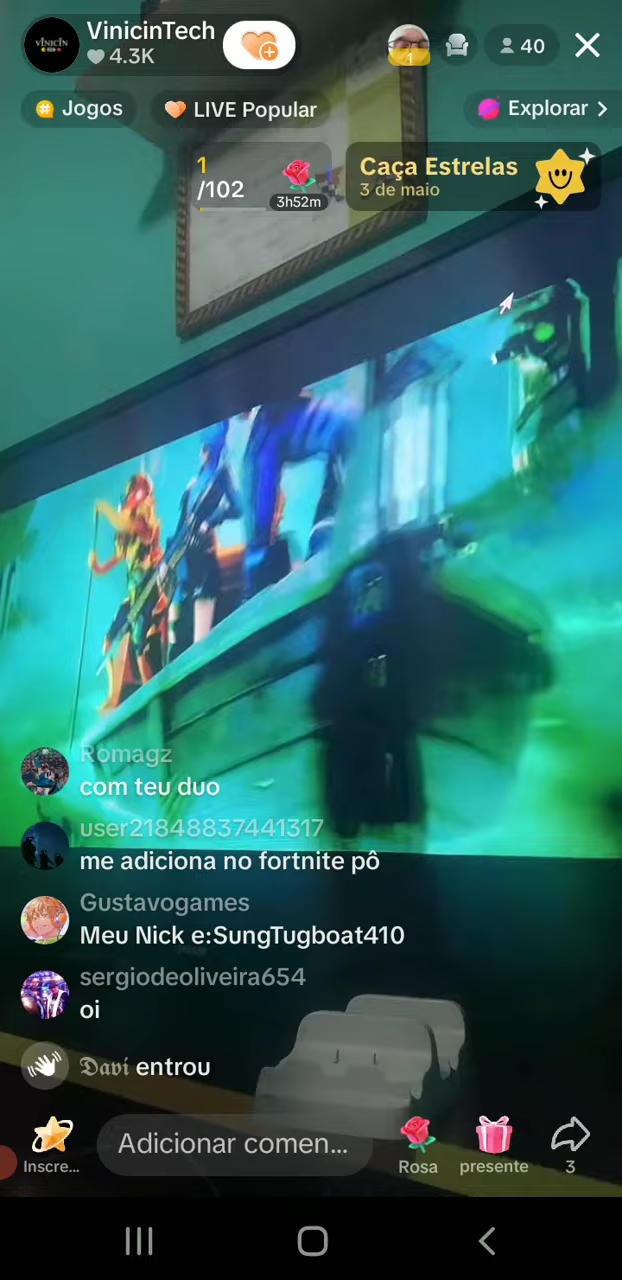 VinicinTech
4.3K
VINICIN
1
40
Jogos
LIVE Popular
Explorar
1
/102
3h52m
Caça Estrelas
3 de maio
Romagz
com teu duo
user21848837441317
me adiciona no fortnite pô
Gustavogames
Meu Nick e:SungTugboat410
sergiodeoliveira654
oi
𝕯𝖆𝖛𝖎 entrou
Adicionar comen...
Inscre...
Rosa
presente
3